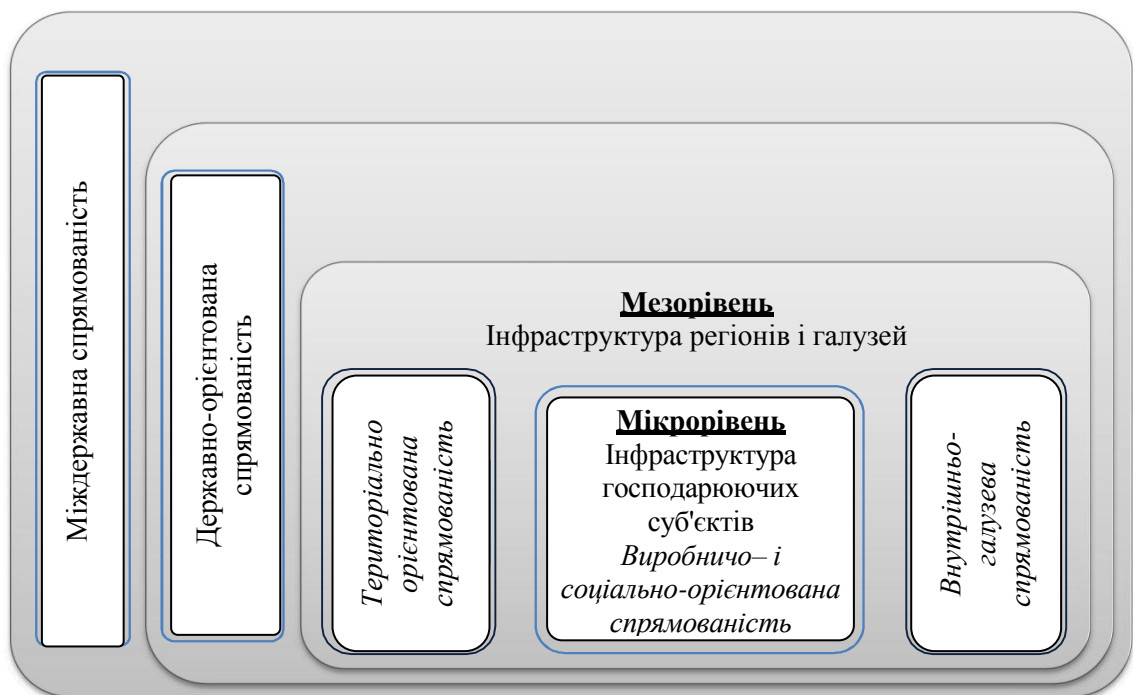 Міждержавна спрямованість
Державно-орієнтована
спрямованість
Мезорівень
Інфраструктура регіонів і галузей
Територіально
орієнтована
спрямованість
Мікрорівень
Інфраструктура
господарюючих
суб'єктів
Виробничо– і
соціально-орієнтована
спрямованість
Внутрішньо-
галузева
спрямованість